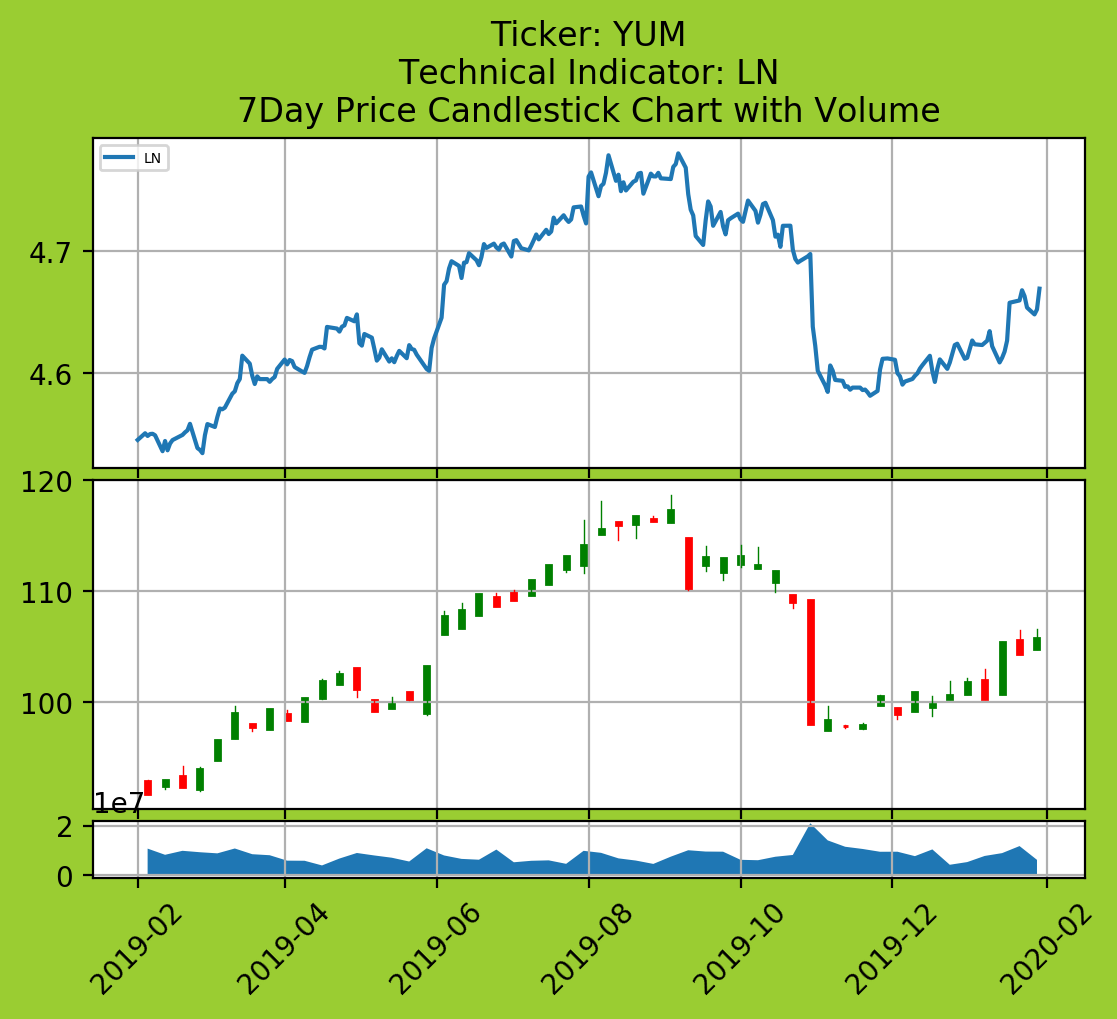 Ticker: YUM
Technical Indicator: LN
7Day Price Candlestick Chart with Volume
LN
4.7
4.6
120
110
100
1e7
2
0
2019-02
2019-04
2019-06
2019-08
2019-10
2019-12
2020-02